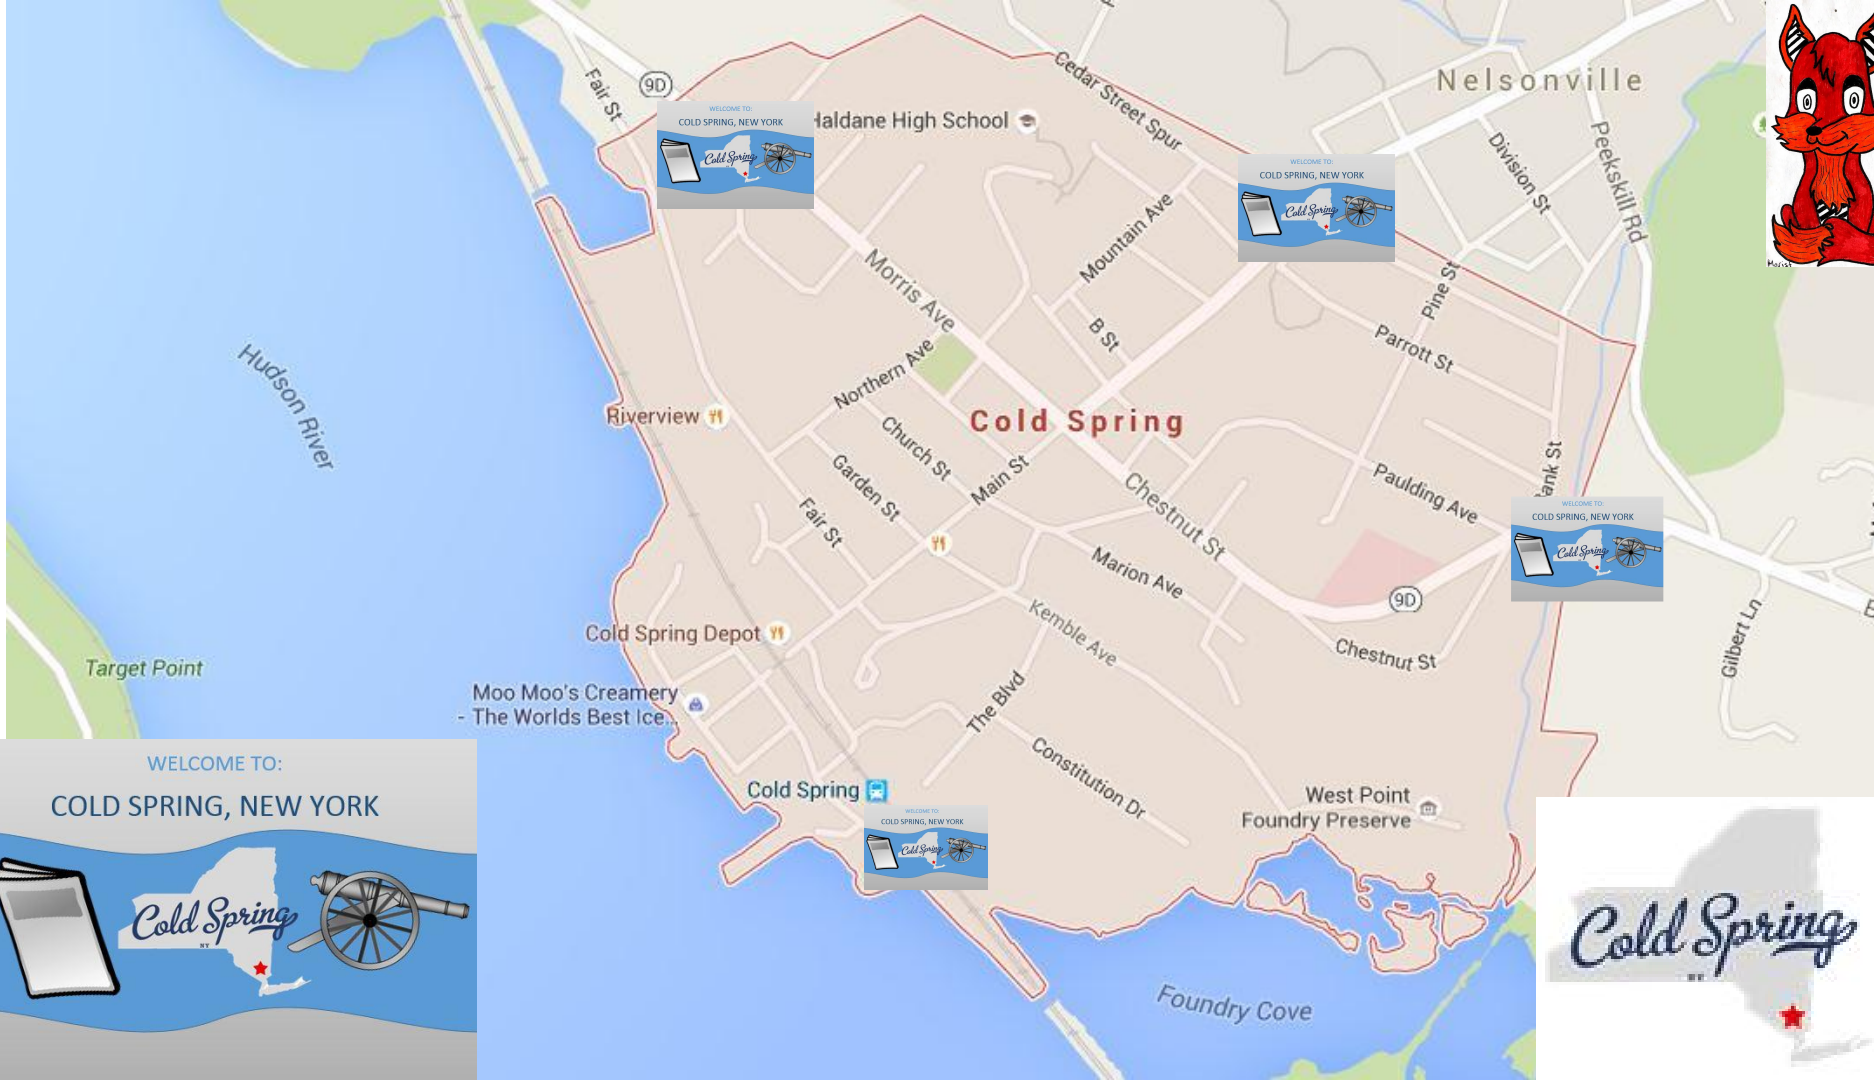 Fair St
9D
WELCOME TO:
COLD SPRING, NEW YORK
Cold Spring
Haldane High School
Cedar Street Spur
Nelsonville
WELCOME TO:
COLD SPRING, NEW YORK
Cold Spring
Division St
Peekskill Rd
Mountain Ave
Morris Ave
Pine St
B St
Parrott St
Hudson River
Northern Ave
Riverview
Cold Spring
Church St
Main St
Garden St
Fair St
Chestnut St
Paulding Ave
ank St
WELCOME TO:
COLD SPRING, NEW YORK
Cold Spring
Marion Ave
9D
Kemble Ave
Cold Spring Depot
Chestnut St
Gilbert Ln
Target Point
Moo Moo's Creamery
- The Worlds Best Ice...
The Blvd
Constitution Dr
Cold Spring
West Point
Foundry Preserve
WELCOME TO:
COLD SPRING, NEW YORK
Cold Spring
WELCOME TO:
COLD SPRING, NEW YORK
Cold Spring
NY
Foundry Cove
Cold Spring
NY